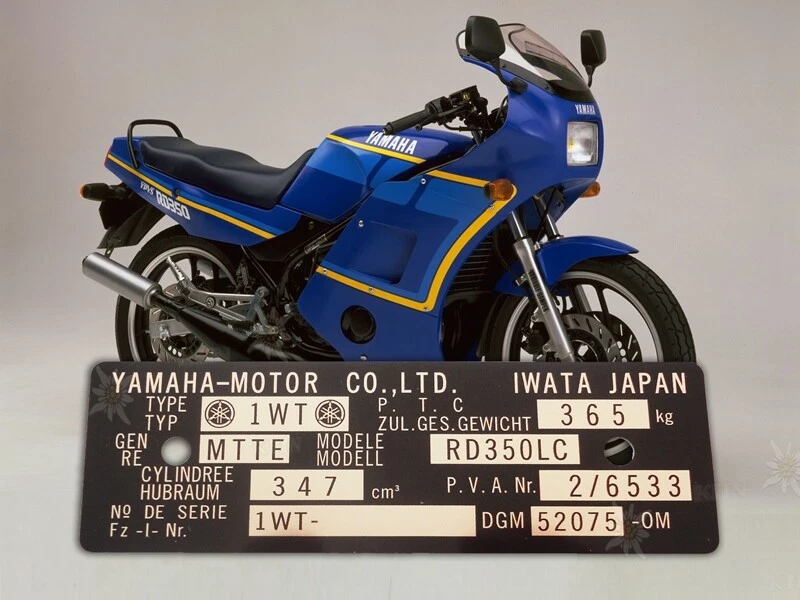 YAMAHA
YAMAHA
YPVS RD350
YAMAHA-MOTOR CO.,LTD. IWATA JAPAN
TYPE
TYP 1WT P. T. C
ZUL.GES.GEWICHT 365 kg
GEN
RE MTTE MODELE
MODELL RD350LC
CYLINDREE
HUBRAUM 347 cm³ P.V.A. Nr. 2/6533
Nº DE SERIE
Fz -I- Nr. 1WT- DGM 52075 -OM